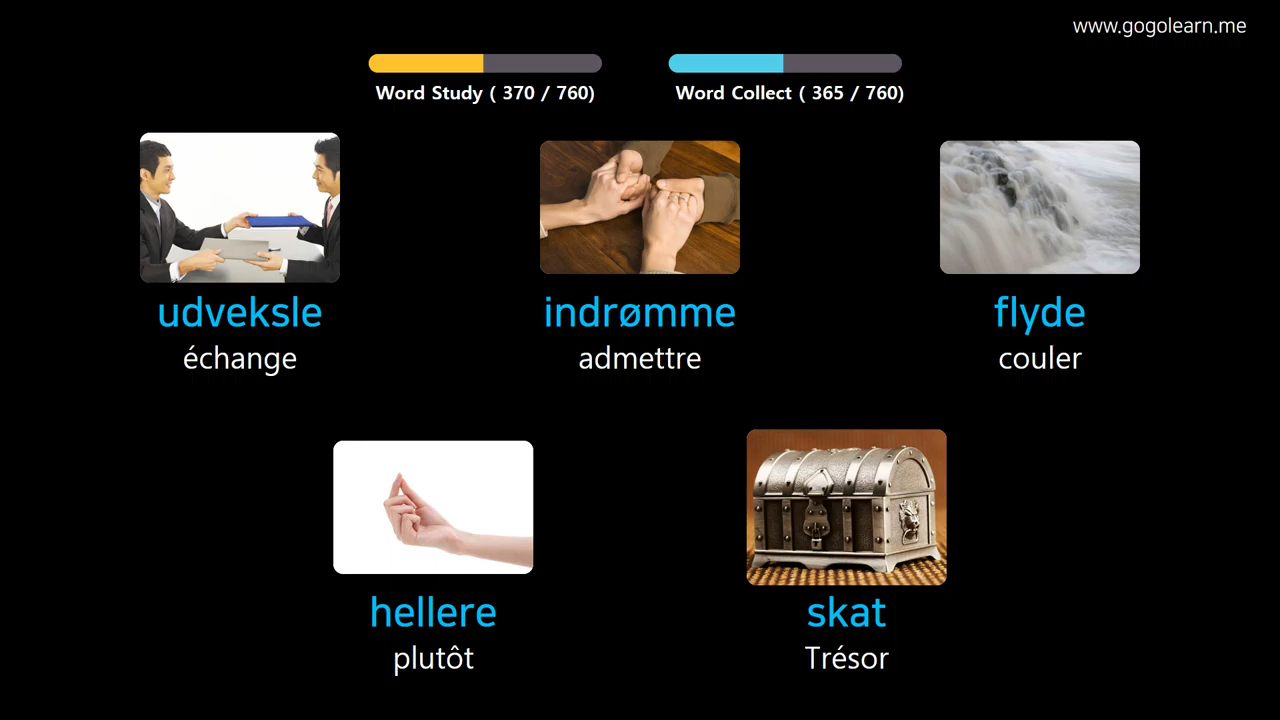 www.gogolearn.me
Word Study ( 370 / 760)
Word Collect ( 365 / 760)
udveksle
échange
indrømme
admettre
flyde
couler
hellere
plutôt
skat
Trésor